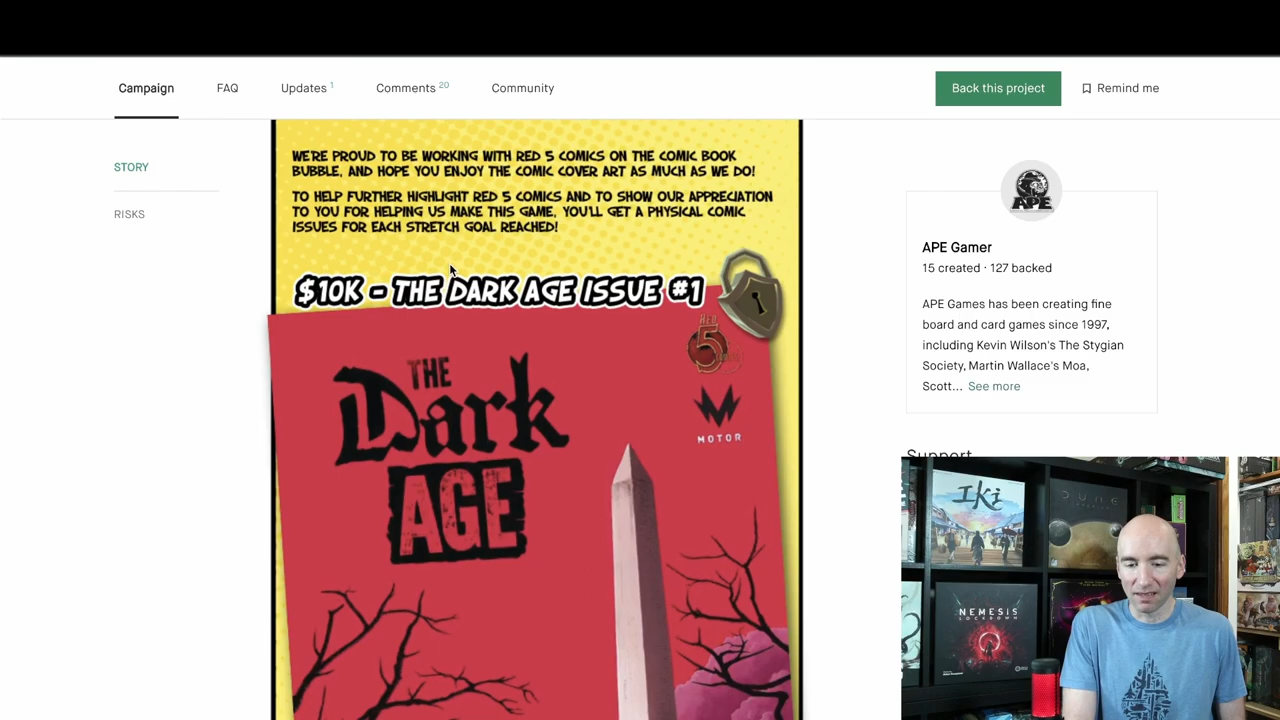 Campaign FAQ Updates 1 Comments 20 Community Back this project Remind me
STORY
RISKS
WE'RE PROUD TO BE WORKING WITH RED 5 COMICS ON THE COMIC BOOK
BUBBLE, AND HOPE YOU ENJOY THE COMIC COVER ART AS MUCH AS WE DO!
TO HELP FURTHER HIGHLIGHT RED 5 COMICS AND TO SHOW OUR APPRECIATION
TO YOU FOR HELPING US MAKE THIS GAME, YOU'LL GET A PHYSICAL COMIC
ISSUES FOR EACH STRETCH GOAL REACHED!
$10K - THE DARK AGE ISSUE #1
RED
5
MOTOR
THE
Dark
AGE
APE
APE Gamer
15 created · 127 backed
APE Games has been creating fine
board and card games since 1997,
including Kevin Wilson's The Stygian
Society, Martin Wallace's Moa,
Scott... See more
Support
IKI
DUNE
NEMESIS
LOCKDOWN